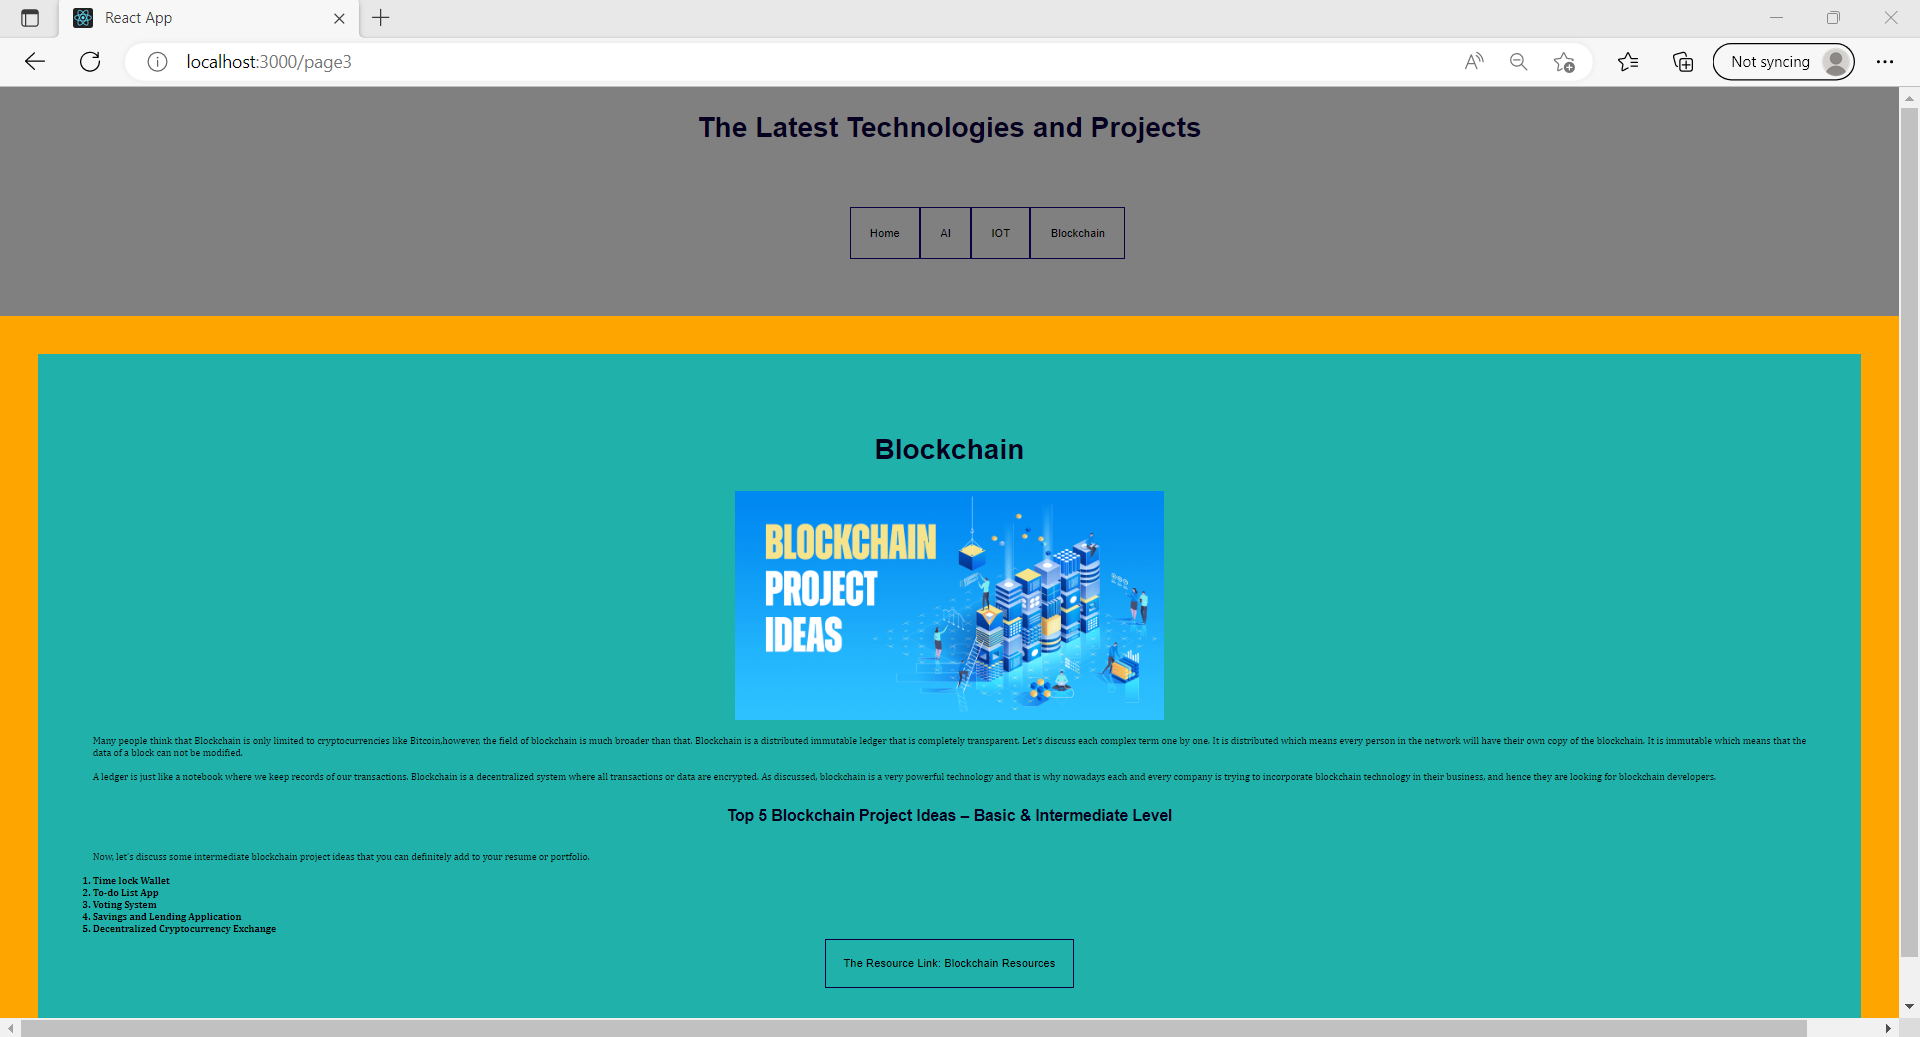 React App
localhost:3000/page3
Not syncing
The Latest Technologies and Projects
Home AI IOT Blockchain
Blockchain
BLOCKCHAIN
PROJECT
IDEAS
Many people think that Blockchain is only limited to cryptocurrencies like Bitcoin,however, the field of blockchain is much broader than that. Blockchain is a distributed immutable ledger that is completely transparent. Let's discuss each complex term one by one. It is distributed which means every person in the network will have their own copy of the blockchain. It is immutable which means that the
data of a block can not be modified.
A ledger is just like a notebook where we keep records of our transactions. Blockchain is a decentralized system where all transactions or data are encrypted. As discussed, blockchain is a very powerful technology and that is why nowadays each and every company is trying to incorporate blockchain technology in their business, and hence they are looking for blockchain developers.
Top 5 Blockchain Project Ideas – Basic & Intermediate Level
Now, let's discuss some intermediate blockchain project ideas that you can definitely add to your resume or portfolio.
1. Time lock Wallet
2. To-do List App
3. Voting System
4. Savings and Lending Application
5. Decentralized Cryptocurrency Exchange
The Resource Link: Blockchain Resources